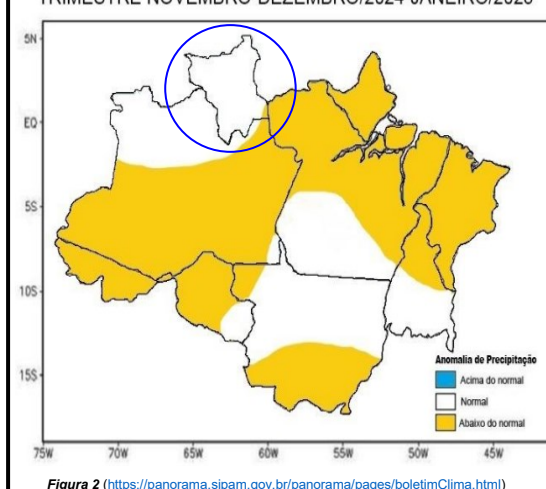 TRIMESTRE NOVEMBRO-DEZEMBRO/2024-JANEIRO/2025
5N
EQ
5S
10S
15S
Anomalia de Precipitação
Acima do normal
Normal
Abaixo do normal
75W 70W 65W 60W 55W 50W 45W
Figura 2 (https://panorama.sipam.gov.br/panorama/pages/boletimClima.html)